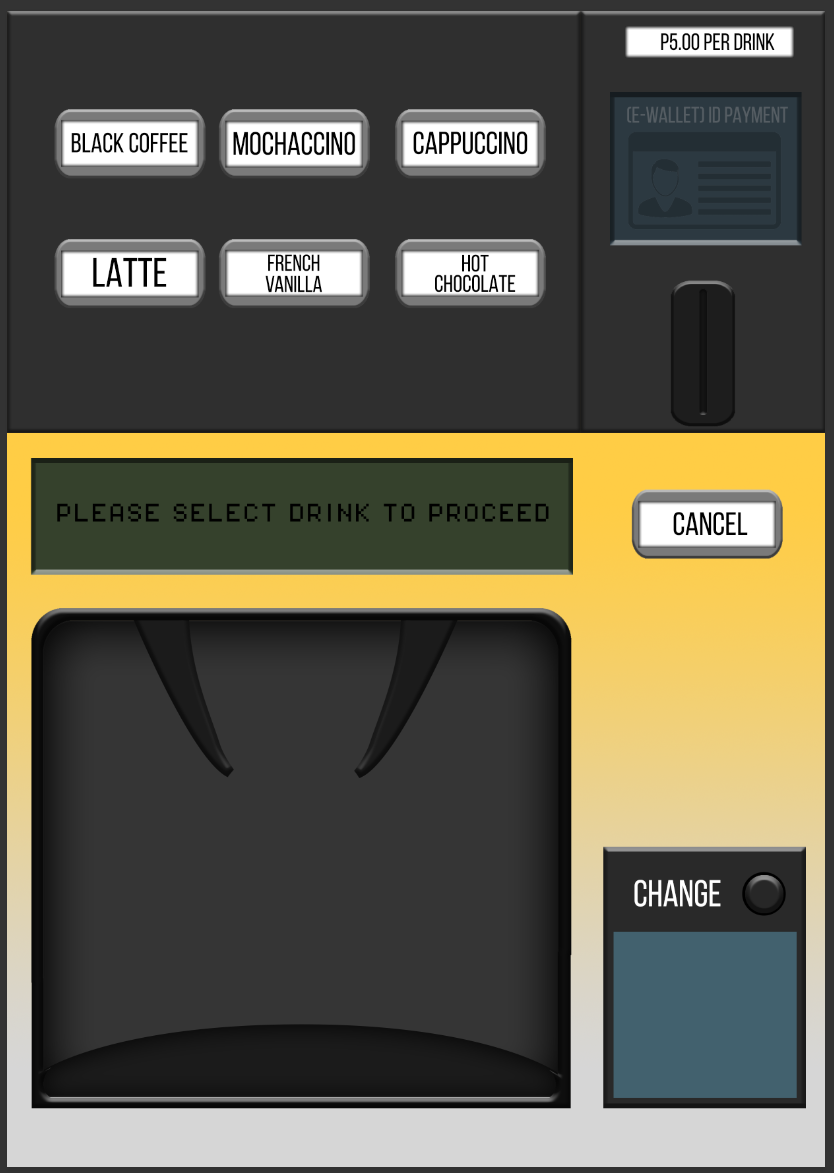 P5.00 PER DRINK
(E-WALLET) ID PAYMENT
BLACK COFFEE
MOCHACCINO
CAPPUCCINO
LATTE
FRENCH
VANILLA
HOT
CHOCOLATE
PLEASE SELECT DRINK TO PROCEED
CANCEL
CHANGE